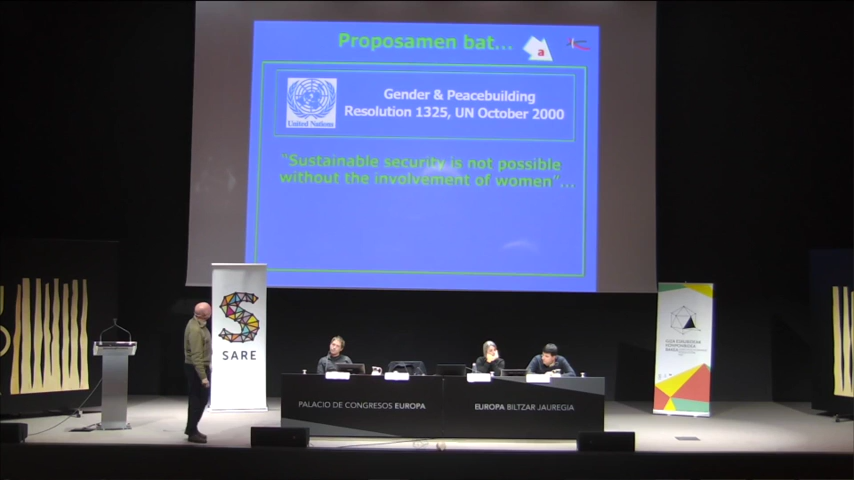 Proposamen bat...
a
Gender & Peacebuilding
Resolution 1325, UN October 2000
United Nations
"Sustainable security is not possible
without the involvement of women"...
S
SARE
PALACIO DE CONGRESOS EUROPA
EUROPA BILTZAR JAUREGIA